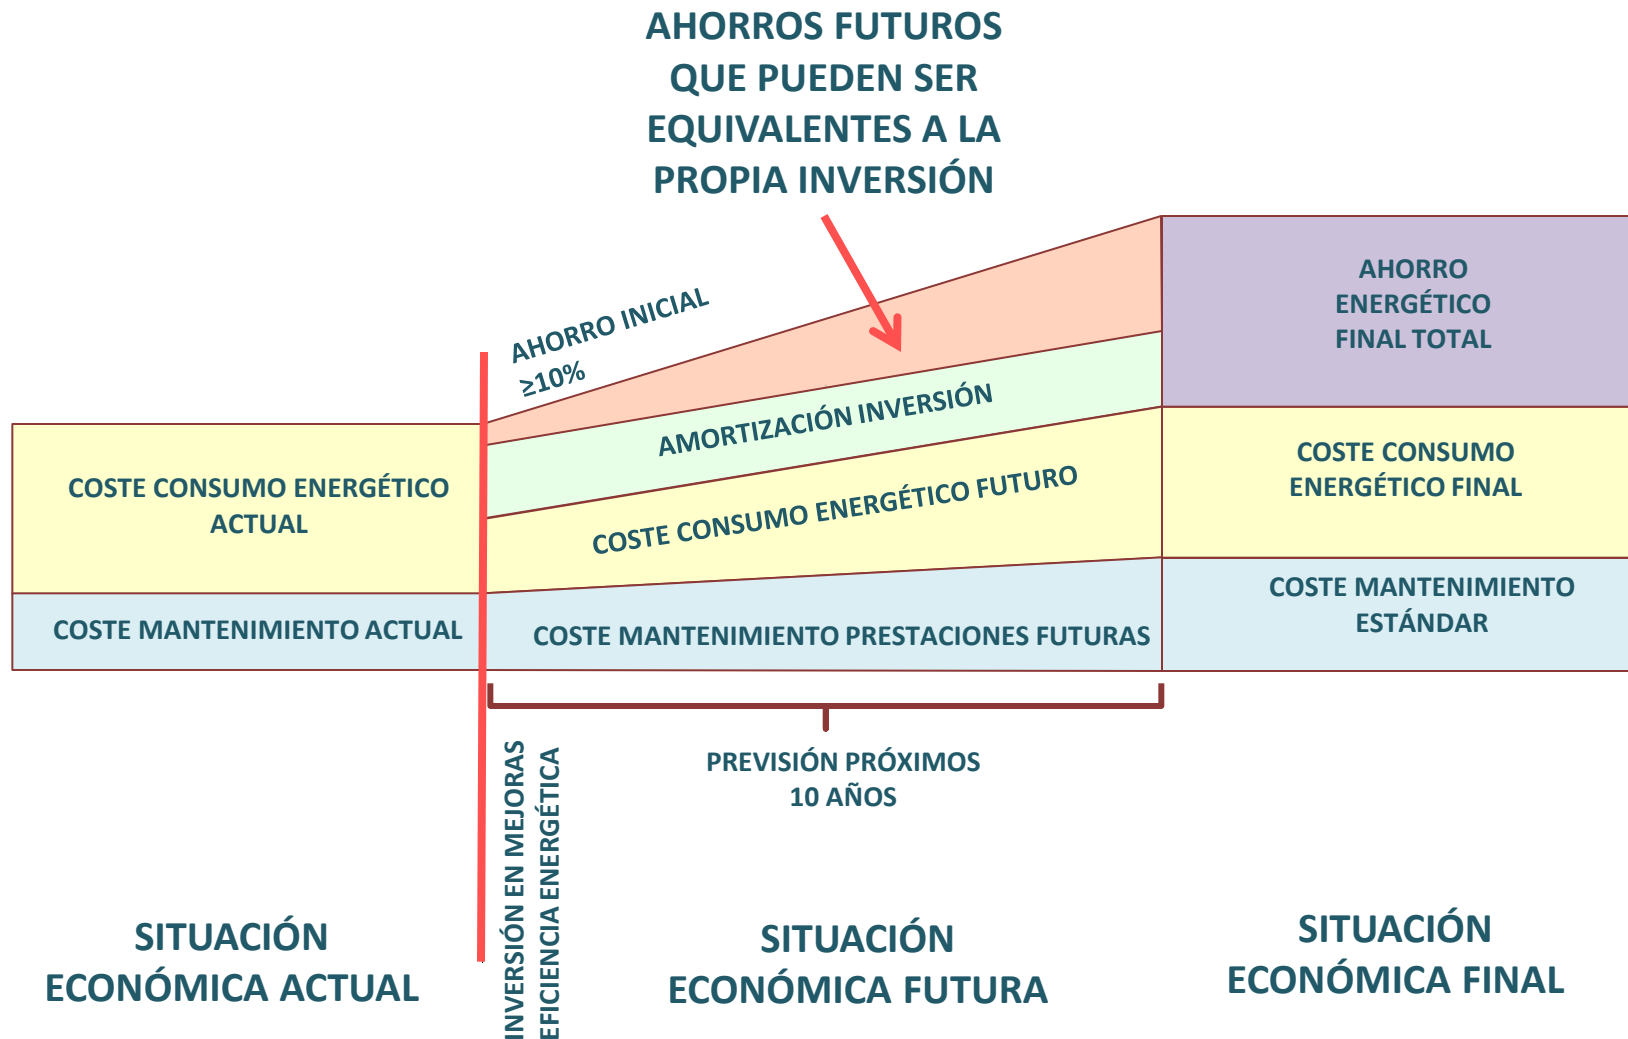 AHORROS FUTUROS
QUE PUEDEN SER
EQUIVALENTES A LA
PROPIA INVERSIÓN
AHORRO INICIAL
≥10%
AHORRO
ENERGÉTICO
FINAL TOTAL
AMORTIZACIÓN INVERSIÓN
COSTE CONSUMO ENERGÉTICO
ACTUAL
COSTE CONSUMO ENERGÉTICO FUTURO
COSTE CONSUMO
ENERGÉTICO FINAL
COSTE MANTENIMIENTO ACTUAL
COSTE MANTENIMIENTO PRESTACIONES FUTURAS
COSTE MANTENIMIENTO
ESTÁNDAR
PREVISIÓN PRÓXIMOS
10 AÑOS
INVERSIÓN EN MEJORAS
EFICIENCIA ENERGÉTICA
SITUACIÓN
ECONÓMICA ACTUAL
SITUACIÓN
ECONÓMICA FUTURA
SITUACIÓN
ECONÓMICA FINAL